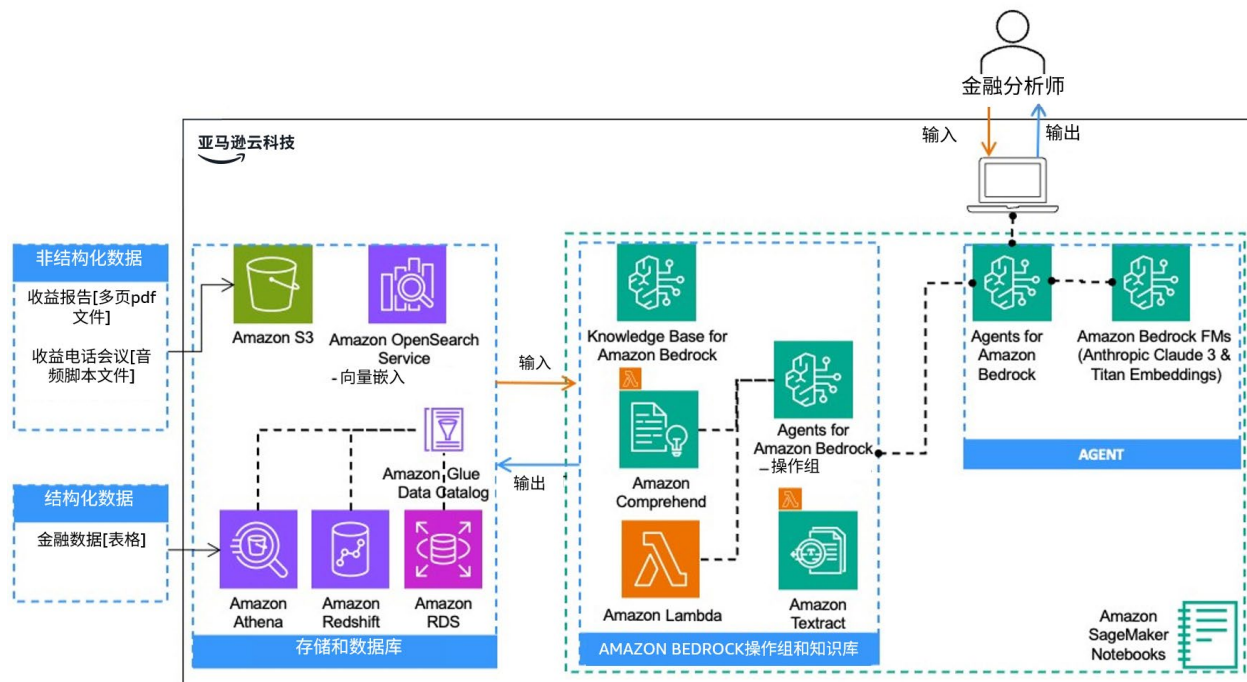 金融分析师
输入
输出
亚马逊云科技
非结构化数据
收益报告[多页pdf
文件]
收益电话会议[音
频脚本文件]
结构化数据
金融数据[表格]
Amazon S3
Amazon OpenSearch
Service
-向量嵌入
Amazon Glue
Data Catalog
Amazon
Athena
Amazon
Redshift
Amazon
RDS
存储和数据库
输入
输出
Knowledge Base for
Amazon Bedrock
Amazon
Comprehend
Amazon Lambda
Agents for
Amazon Bedrock
–操作组
Amazon
Textract
AMAZON BEDROCK操作组和知识库
Agents for
Amazon
Bedrock
Amazon Bedrock FMs
(Anthropic Claude 3 &
Titan Embeddings)
AGENT
Amazon
SageMaker
Notebooks